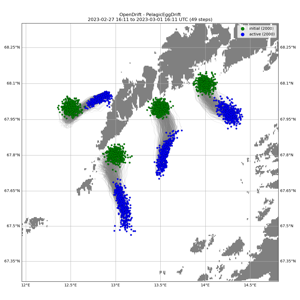 OpenDrift - PelagicEggDrift
2023-02-27 16:11 to 2023-03-01 06:11 UTC (49 steps)
initial (2000)
active (2000)
68.25°N 68.25°N
68.1°N 68.1°N
67.95°N 67.95°N
67.8°N 67.8°N
67.65°N 67.65°N
67.5°N 67.5°N
67.35°N 67.35°N
12°E 12.5°E 13°E 13.5°E 14°E 14.5°E